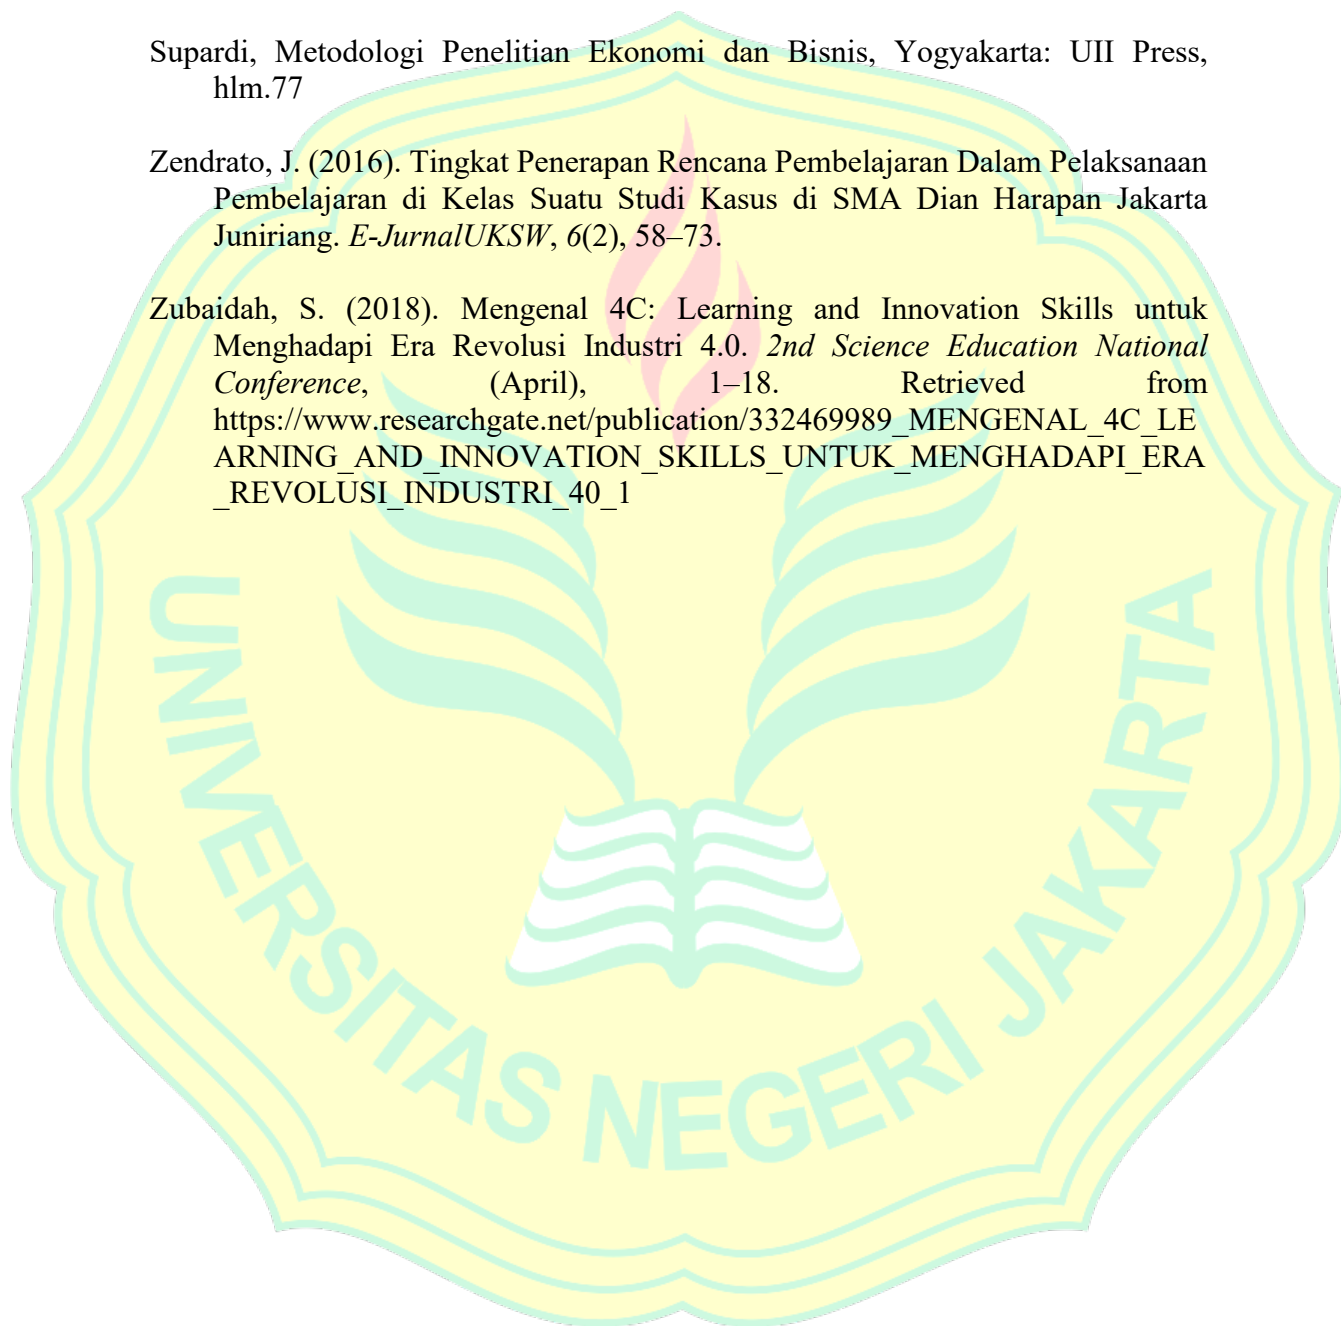 Supardi, Metodologi Penelitian Ekonomi dan Bisnis, Yogyakarta: UII Press,
hlm.77
Zendrato, J. (2016). Tingkat Penerapan Rencana Pembelajaran Dalam Pelaksanaan
Pembelajaran di Kelas Suatu Studi Kasus di SMA Dian Harapan Jakarta
Juniriang. E-JurnalUKSW, 6(2), 58–73.
Zubaidah, S. (2018). Mengenal 4C: Learning and Innovation Skills untuk
Menghadapi Era Revolusi Industri 4.0. 2nd Science Education National
Conference, (April), 1–18. Retrieved from
https://www.researchgate.net/publication/332469989_MENGENAL_4C_LE
ARNING_AND_INNOVATION_SKILLS_UNTUK_MENGHADAPI_ERA
_REVOLUSI_INDUSTRI_40_1
UNIVERSITAS NEGERI JAKARTA